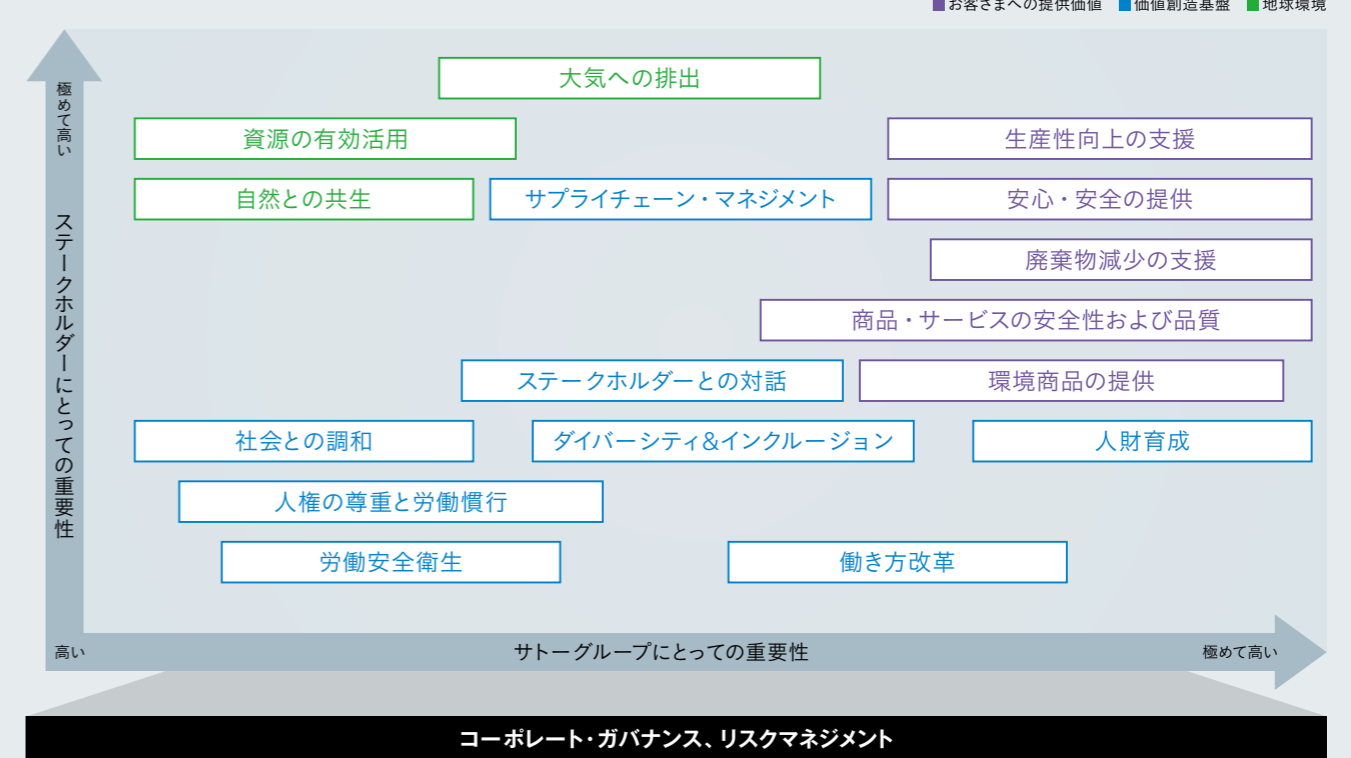 お客さまへの提供価値 価値創造基盤 地球環境
極めて高い
ステークホルダーにとっての重要性
大気への排出
資源の有効活用
生産性向上の支援
自然との共生
サプライチェーン・マネジメント
安心・安全の提供
廃棄物減少の支援
商品・サービスの安全性および品質
ステークホルダーとの対話
環境商品の提供
社会との調和
ダイバーシティ&インクルージョン
人財育成
人権の尊重と労働慣行
労働安全衛生
働き方改革
高い
サトーグループにとっての重要性
極めて高い
コーポレート・ガバナンス、リスクマネジメント